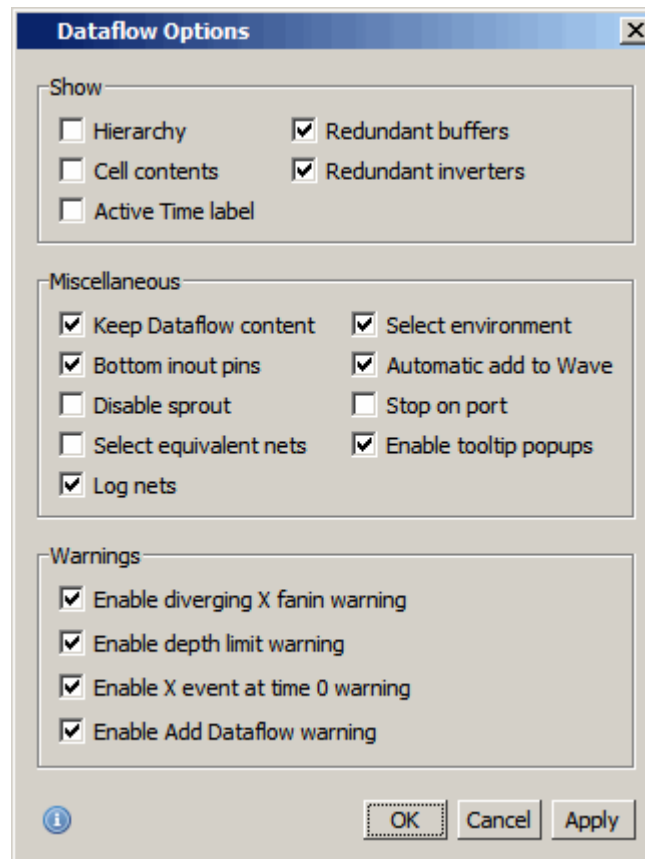 Dataflow Options
Show
Hierarchy
Redundant buffers
Cell contents
Redundant inverters
Active Time label
Miscellaneous
Keep Dataflow content
Select environment
Bottom inout pins
Automatic add to Wave
Disable sprout
Stop on port
Select equivalent nets
Enable tooltip popups
Log nets
Warnings
Enable diverging X fanin warning
Enable depth limit warning
Enable X event at time 0 warning
Enable Add Dataflow warning
OK
Cancel
Apply